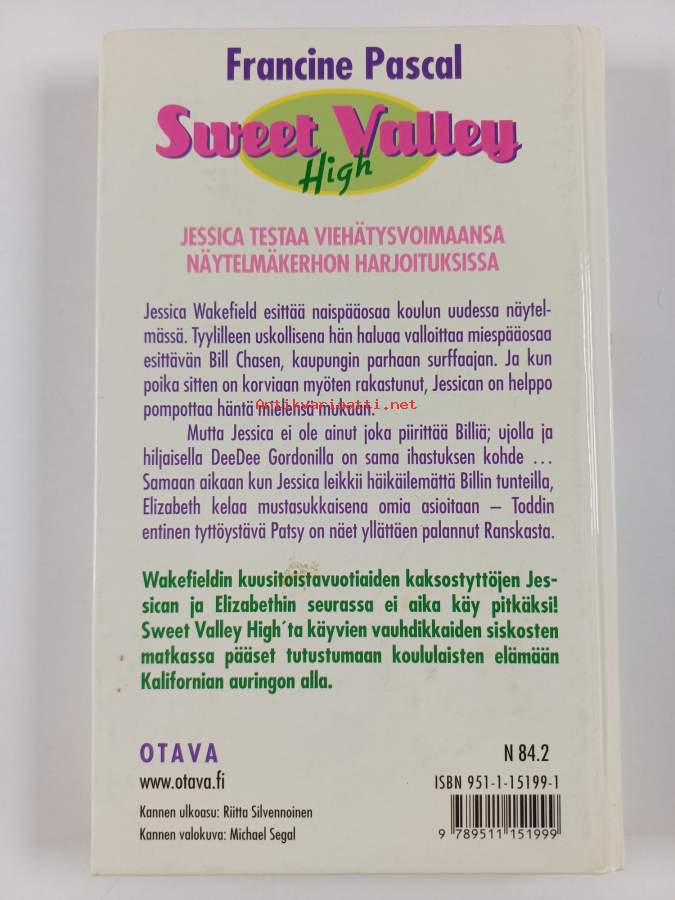 Francine Pascal
Sweet Valley
High
JESSICA TESTAA VIEHÄTYSVOIMAANSA
NÄYTELMÄKERHON HARJOITUKSISSA
Jessica Wakefield esittää naispääosaa koulun uudessa näytel-
mässä. Tyylilleen uskollisena hän haluaa valloittaa miespääosaa
esittävän Bill Chasen, kaupungin parhaan surffaajan. Ja kun
poika sitten on korviaan myöten rakastunut, Jessican on helppo
pompottaa häntä mielensä mukaan.
Antikvariaatti.net
Mutta Jessica ei ole ainut joka piirittää Billiä; ujolla ja
hiljaisella DeeDee Gordonilla on sama ihastuksen kohde ...
Samaan aikaan kun Jessica leikkii häikäilemättä Billin tunteilla,
Elizabeth kelaa mustasukkaisena omia asioitaan – Toddin
entinen tyttöystävä Patsy on näet yllättäen palannut Ranskasta.
Wakefieldin kuusitoistavuotiaiden kaksostyttöjen Jes-
sican ja Elizabethin seurassa ei aika käy pitkäksi!
Sweet Valley High´ta käyvien vauhdikkaiden siskosten
matkassa pääset tutustumaan koululaisten elämään
Kalifornian auringon alla.
OTAVA
www.otava.fi
Kannen ulkoasu: Riitta Silvennoinen
Kannen valokuva: Michael Segal
N 84.2
ISBN 951-1-15199-1
9 789511 151999